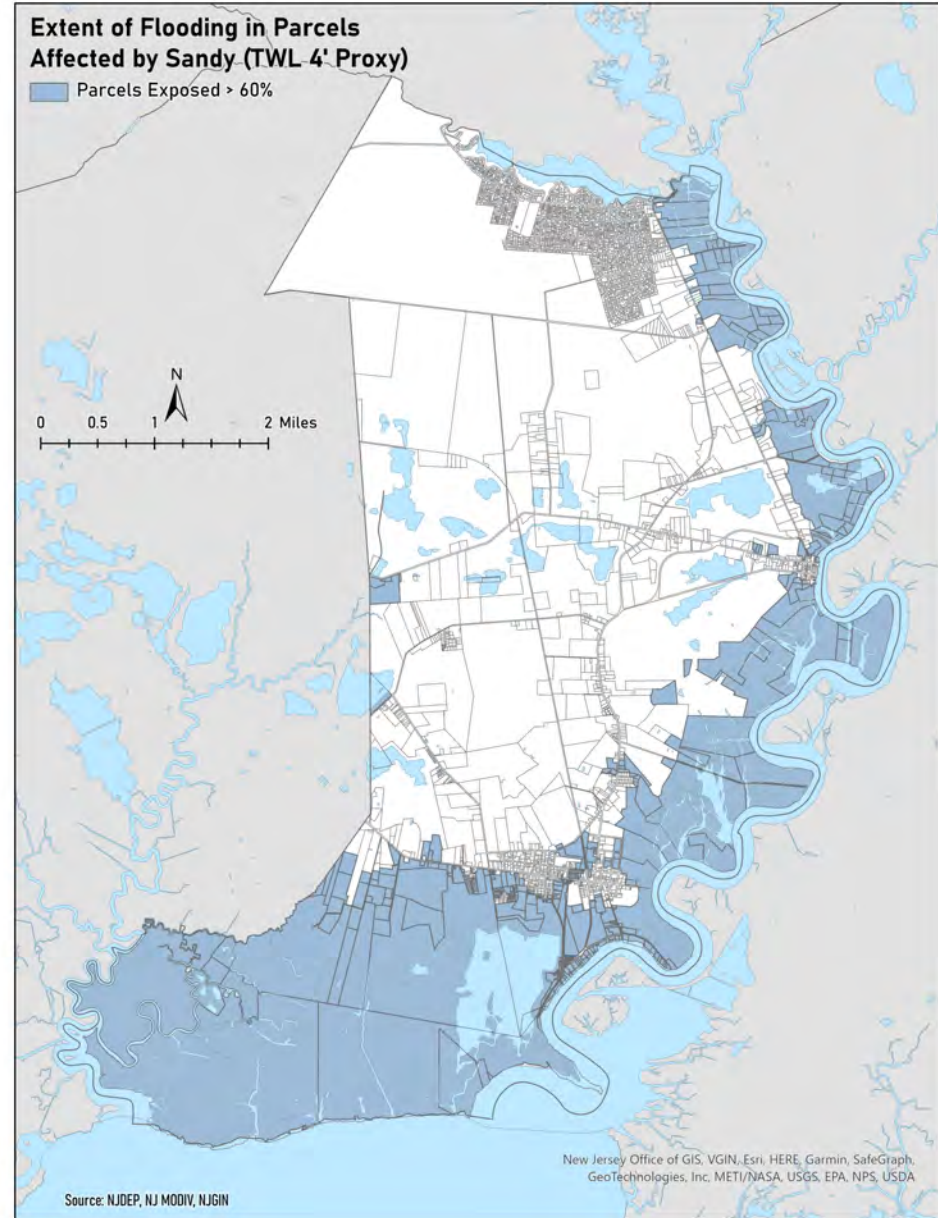 Extent of Flooding in Parcels
Affected by Sandy (TWL 4' Proxy)
Parcels Exposed > 60%
N
0 0.5 1 2 Miles
New Jersey Office of GIS, VGIN, Esri, HERE, Garmin, SafeGraph,
GeoTechnologies, Inc, METI/NASA, USGS, EPA, NPS, USDA
Source: NJDEP, NJ MODIV, NJGIN